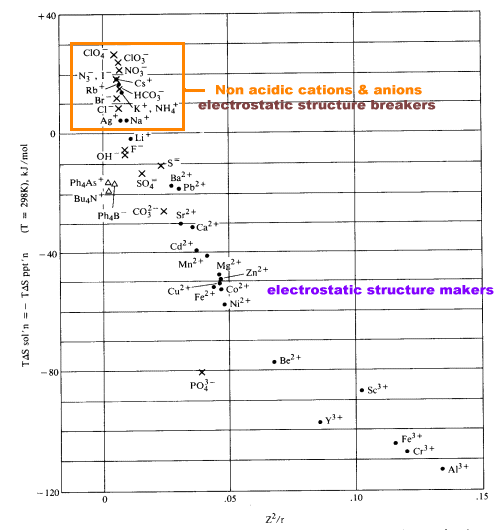 +40
ClO₄⁻
ClO₃⁻
NO₃⁻
N₃⁻, I⁻
Cs⁺
Rb⁺
HCO₃⁻
Br⁻
K⁺, NH₄⁺
Cl⁻
Ag⁺
Na⁺
Non acidic cations & anions
electrostatic structure breakers
0
Li⁺
F⁻
OH⁻
S⁼
SO₄⁼
Ba²⁺
Pb²⁺
Ph₄As⁺
Bu₄N⁺
Ph₄B⁻
CO₃²⁻
Sr²⁺
Ca²⁺
−40
Cd²⁺
Mn²⁺
Mg²⁺
Zn²⁺
Cu²⁺
Fe²⁺
Co²⁺
Ni²⁺
electrostatic structure makers
−80
Be²⁺
PO₄³⁻
Sc³⁺
Y³⁺
Fe³⁺
Cr³⁺
Al³⁺
−120
0
.05
.10
.15
Z²/r
TΔS sol'n = − TΔS ppt'n (T = 298K), kJ/mol